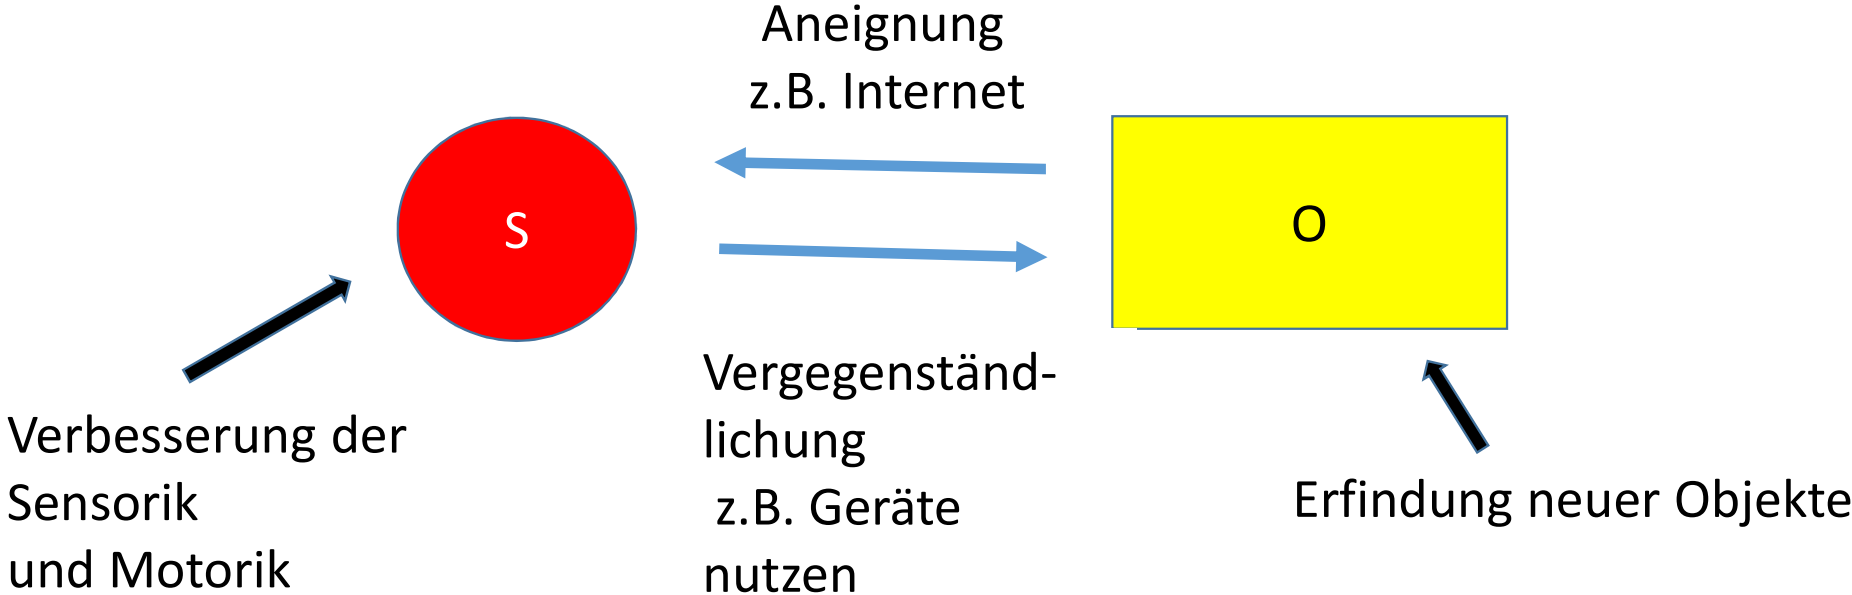 Aneignung
z.B. Internet
S
O
Vergegenständ-
lichung
z.B. Geräte
nutzen
Verbesserung der
Sensorik
und Motorik
Erfindung neuer Objekte